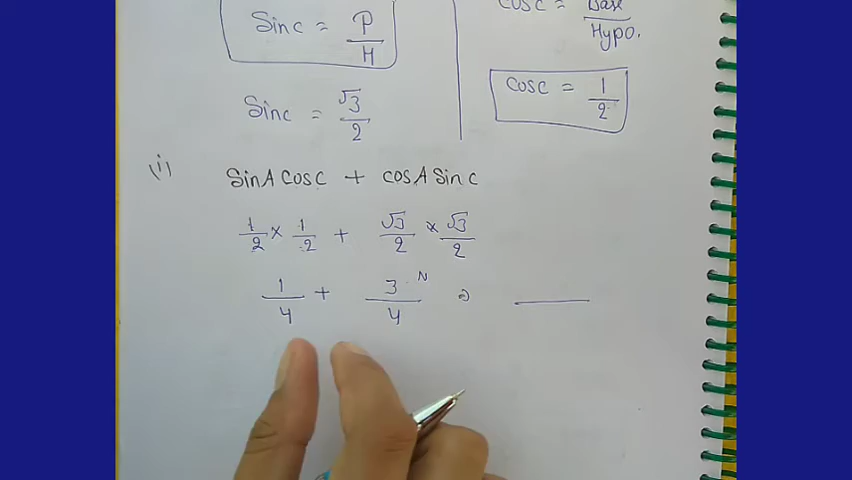 Sinc = P/H
Cosc = Base/Hypo.
Sinc = √3/2
Cosc = 1/2
(i) SinA Cosc + CosA Sinc
1/2 × 1/2 + √3/2 × √3/2
1/4 + 3/4 ⇒